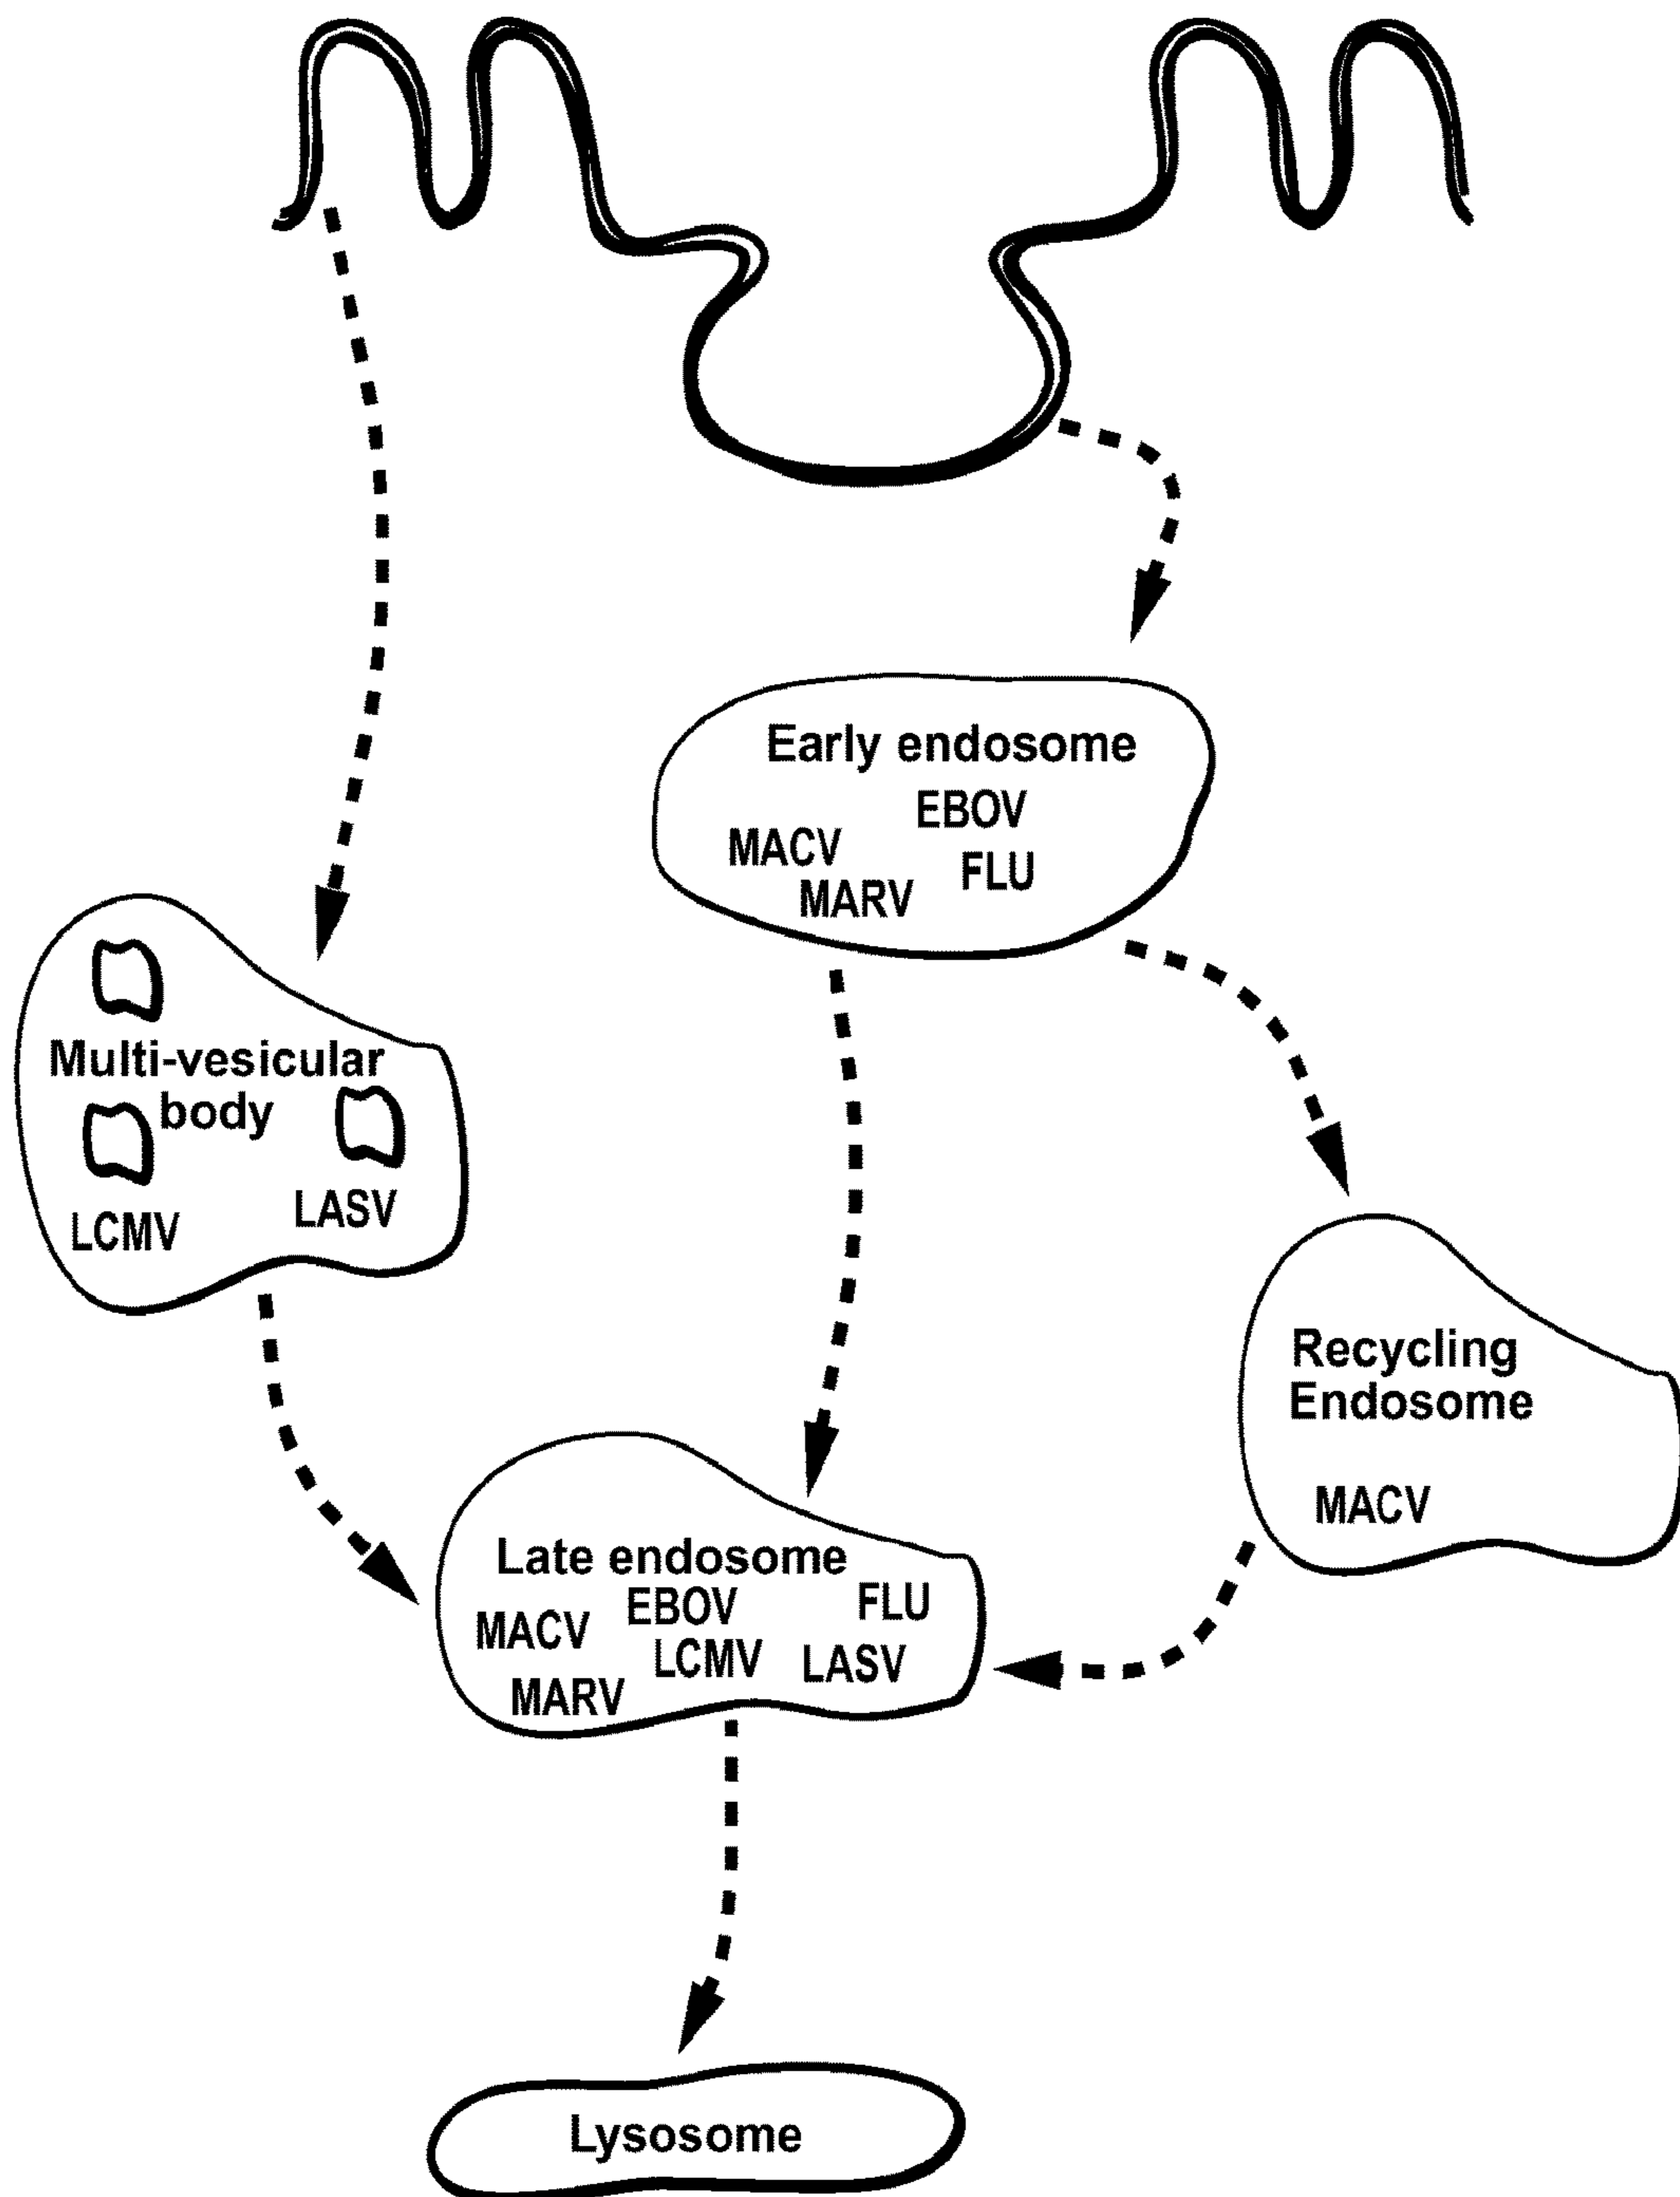 Early endosome
EBOV
MACV
FLU
MARV
Multi-vesicular
body
LASV
LCMV
Recycling
Endosome
MACV
Late endosome
EBOV
FLU
MACV
LCMV
LASV
MARV
Lysosome